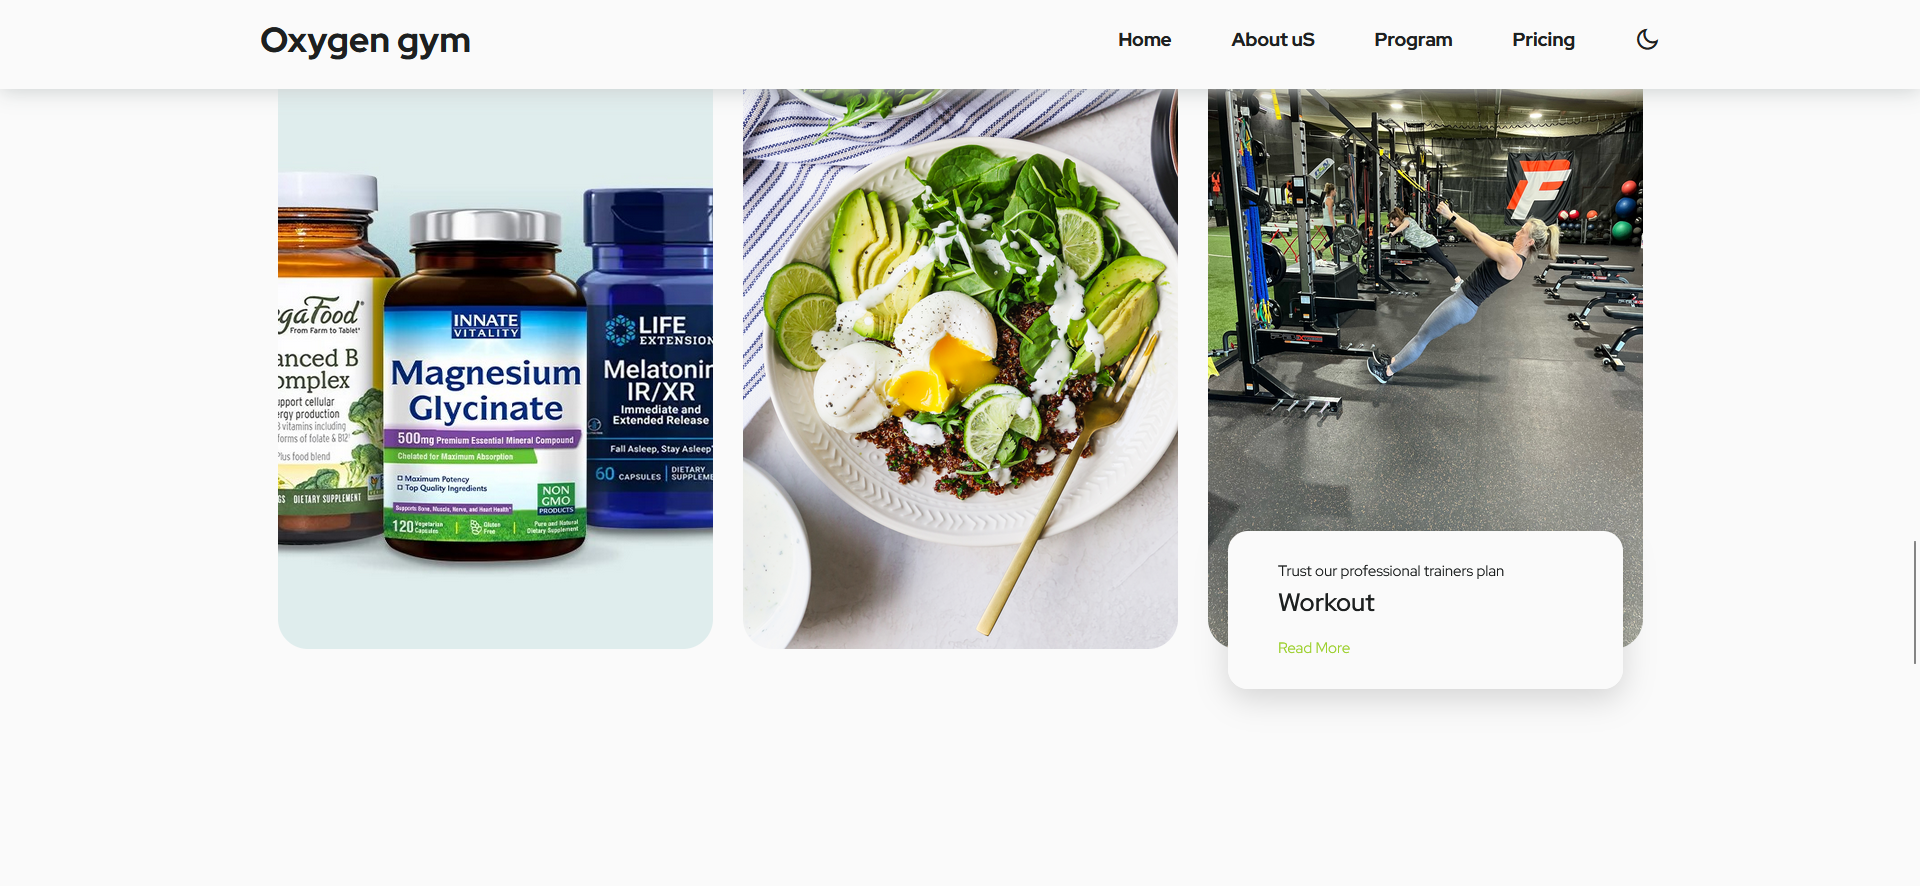 Oxygen gym
Home
About uS
Program
Pricing
gaFood®
From Farm to Tablet®
anced B
omplex
upport cellular
ergy production
vitamins including
forms of folate & B12
Plus food blend
GS DIETARY SUPPLEMENT
INNATE
VITALITY
Magnesium
Glycinate
500mg Premium Essential Mineral Compound
Chelated for Maximum Absorption
Maximum Potency
Top Quality Ingredients
NON
GMO
PRODUCTS
Supports Bone, Muscle, Nerve, and Heart Health*
120 Vegetarian
Capsules
Gluten
Free
Pure and Natural
Dietary Supplement
LIFE
EXTENSION
Melatonin
IR/XR
Immediate and
Extended Release
Fall Asleep, Stay Asleep
60 CAPSULES
DIETARY
SUPPLEME
F
Trust our professional trainers plan
Workout
Read More